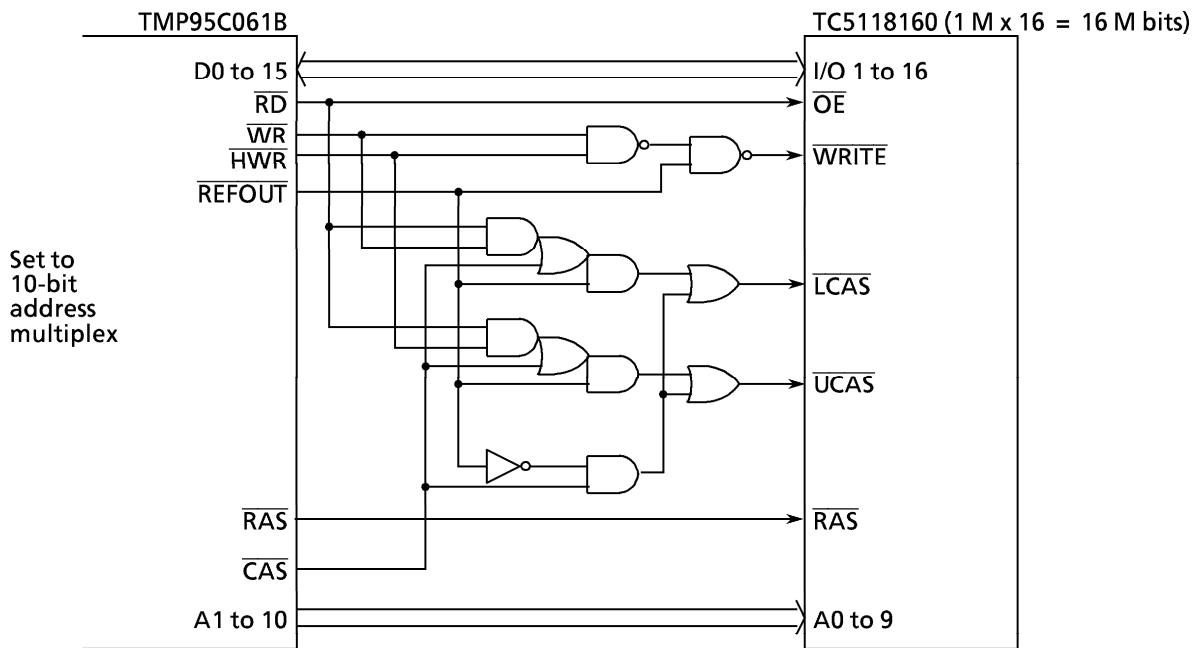 TMP95C061B
TC5118160 (1 M x 16 = 16 M bits)
D0 to 15
I/O 1 to 16
RD
OE
WR
HWR
WRITE
REFOUT
Set to
10-bit
address
multiplex
LCAS
UCAS
RAS
RAS
CAS
A1 to 10
A0 to 9